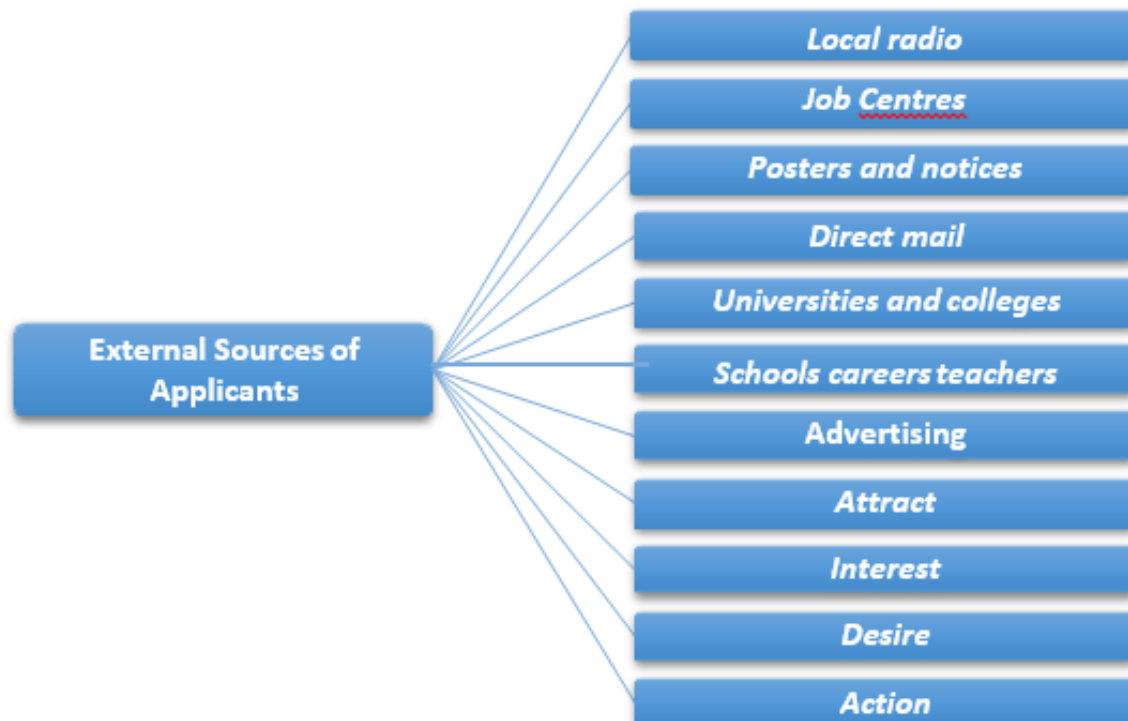 Local radio
Job Centres
Posters and notices
Direct mail
Universities and colleges
External Sources of
Applicants
Schools careers teachers
Advertising
Attract
Interest
Desire
Action